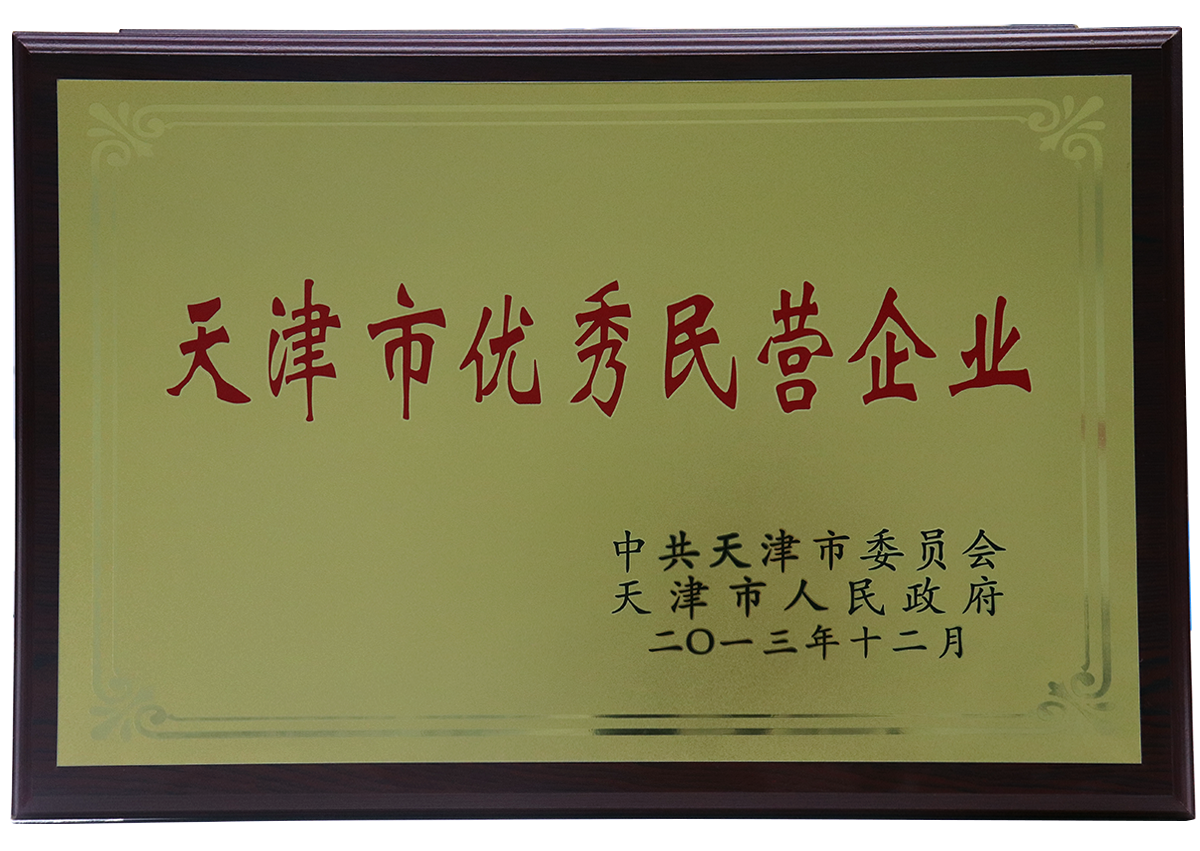 天津市优秀民营企业
中共天津市委员会
天津市人民政府
二〇一三年十二月